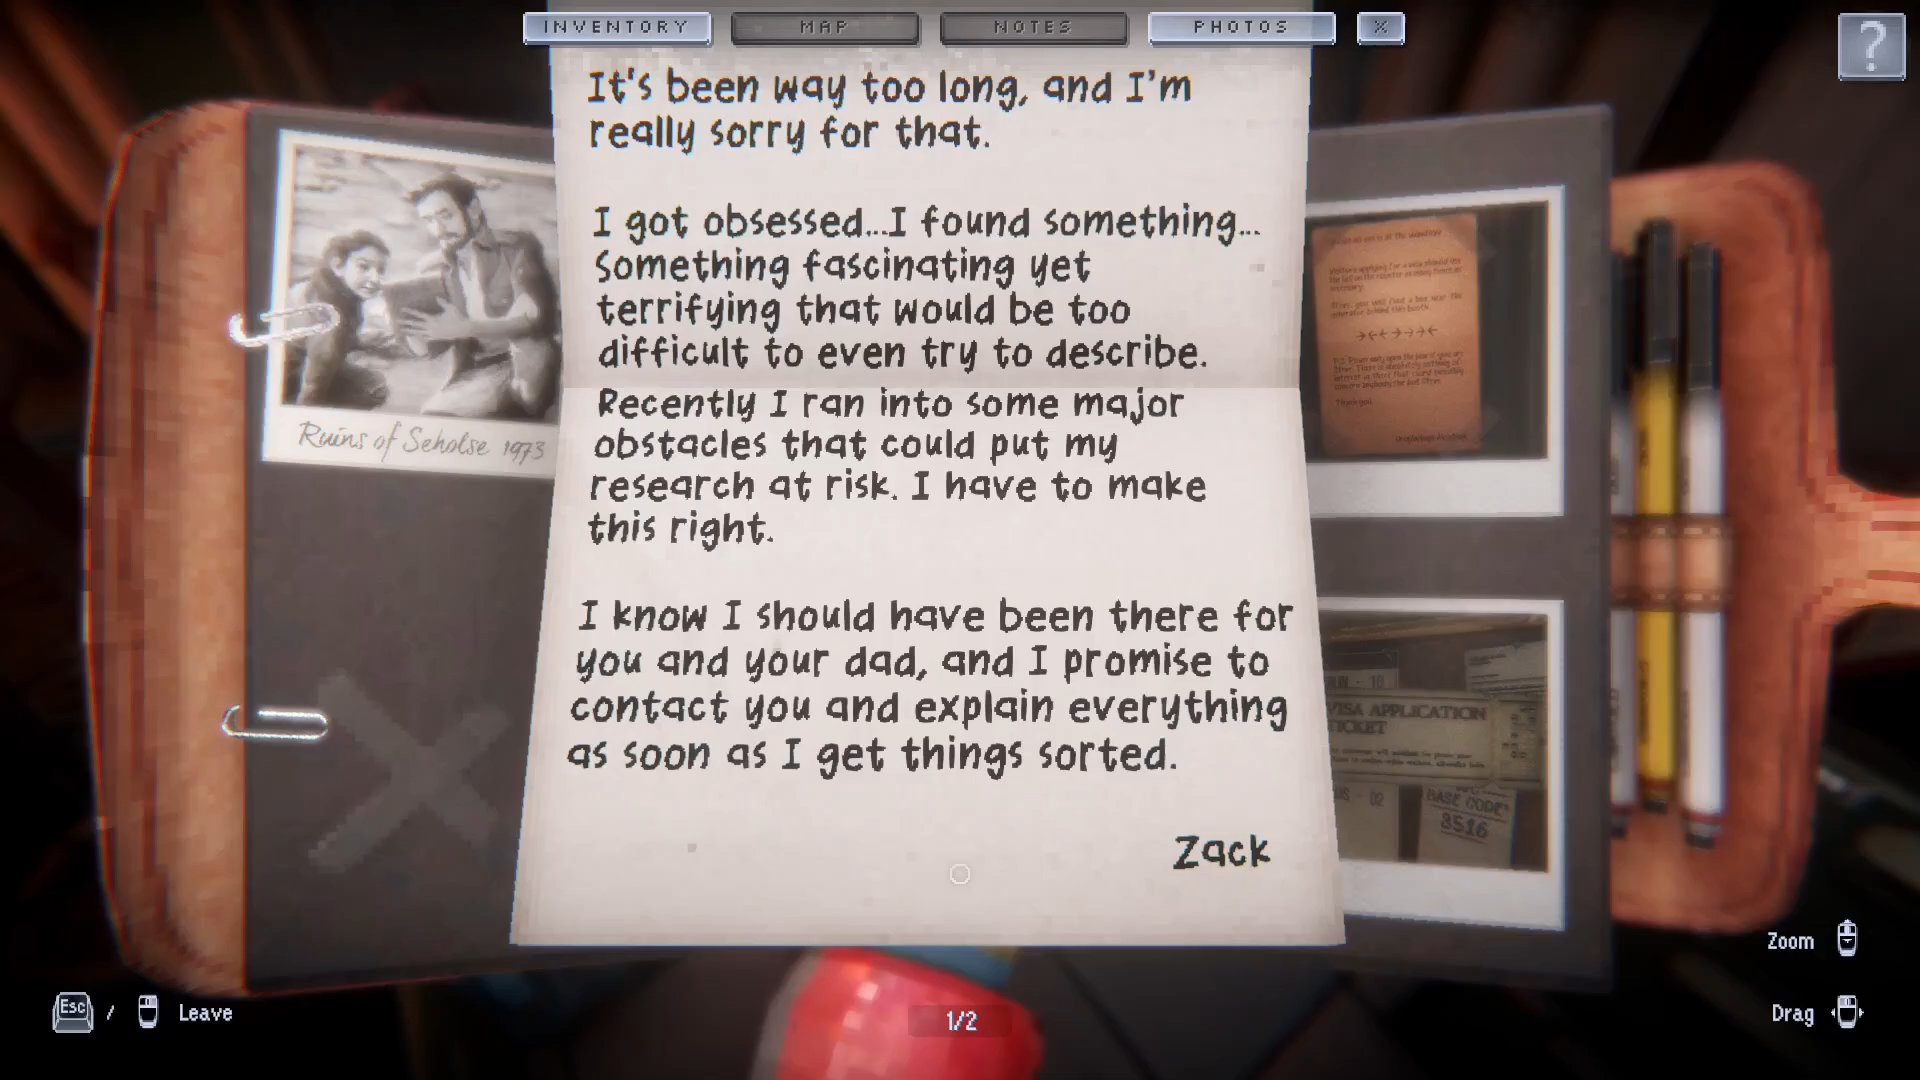 INVENTORY
MAP
NOTES
PHOTOS
X
?
It's been way too long, and I'm
really sorry for that.
I got obsessed...I found something...
Something fascinating yet
terrifying that would be too
difficult to even try to describe.
Recently I ran into some major
obstacles that could put my
research at risk. I have to make
this right.
I know I should have been there for
you and your dad, and I promise to
contact you and explain everything
as soon as I get things sorted.
Zack
Ruins of Seholse 1973
VISA APPLICATION
TICKET
BASE CODE:
3516
Zoom
Drag
Esc / Leave
1/2